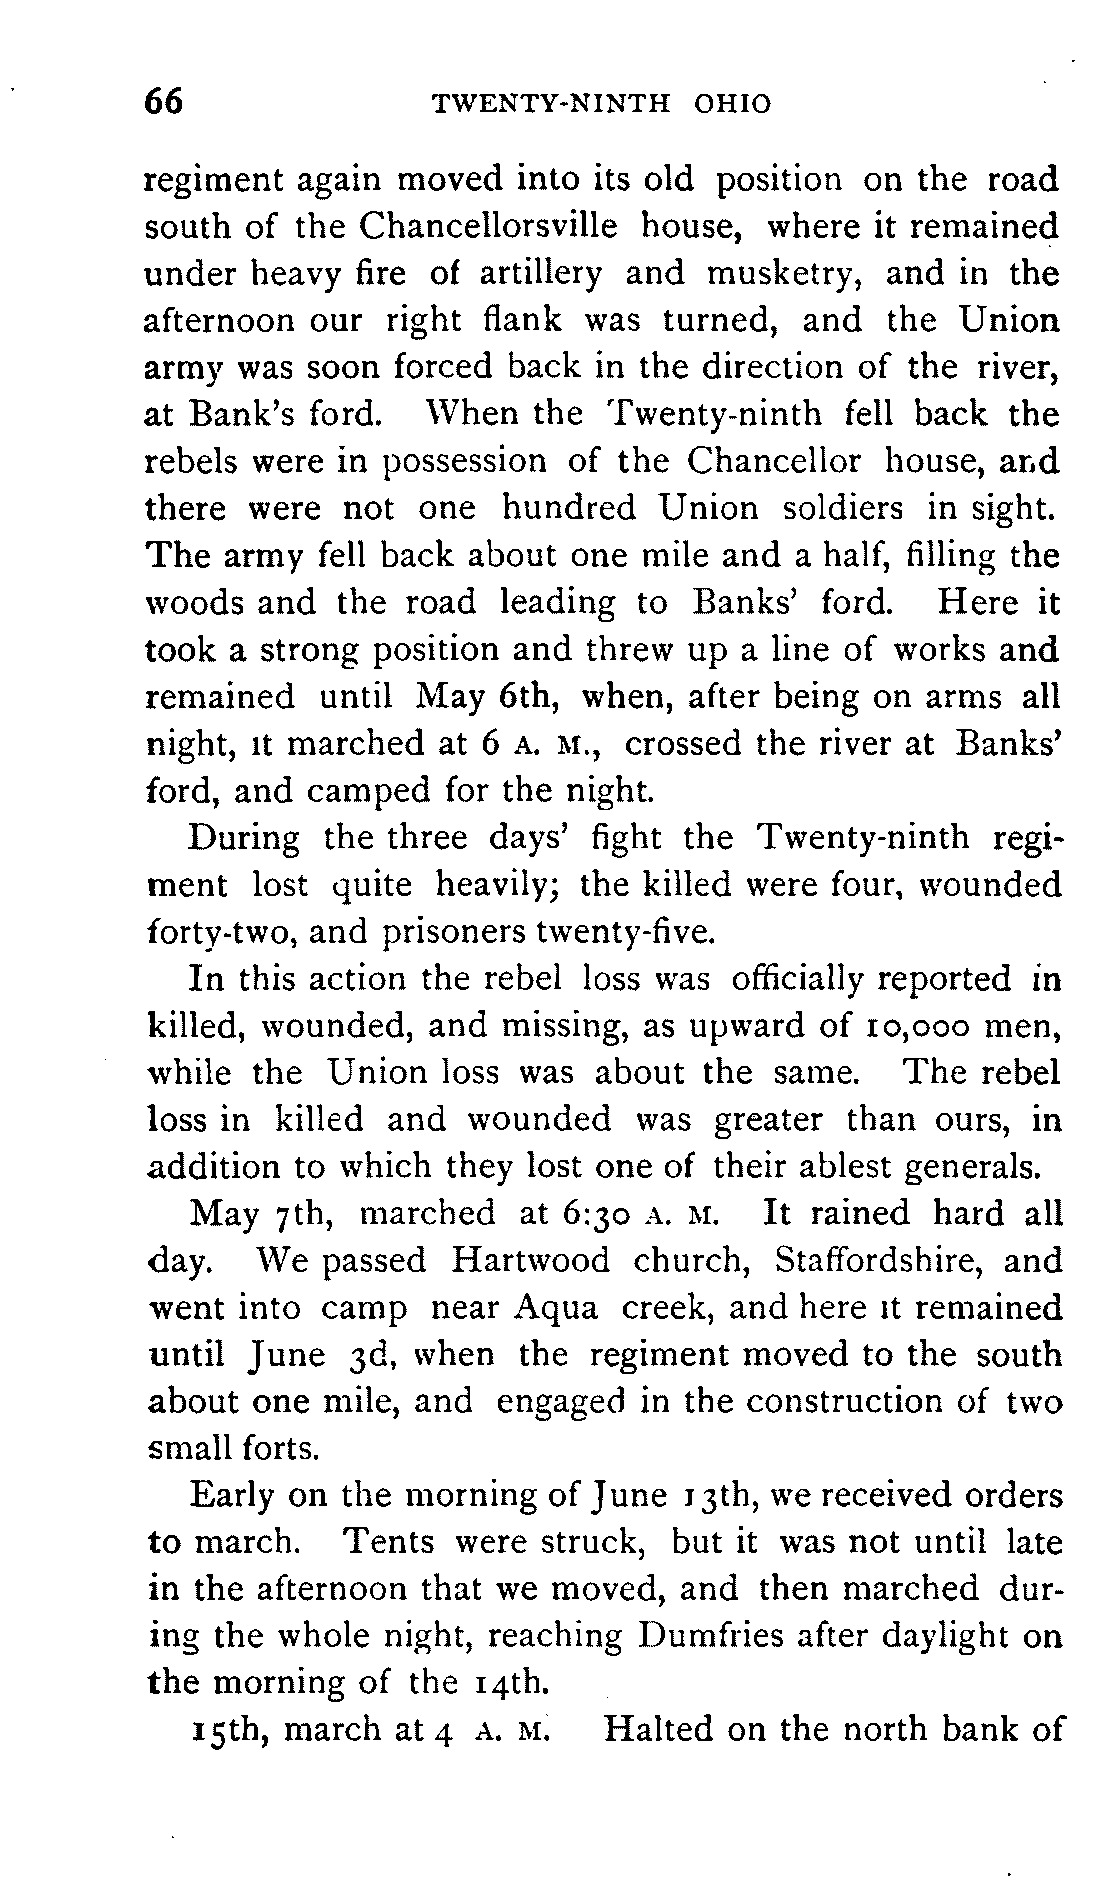 66 TWENTY-NINTH OHIO
regiment again moved into its old position on the road
south of the Chancellorsville house, where it remained
under heavy fire of artillery and musketry, and in the
afternoon our right flank was turned, and the Union
army was soon forced back in the direction of the river,
at Bank's ford. When the Twenty-ninth fell back the
rebels were in possession of the Chancellor house, and
there were not one hundred Union soldiers in sight.
The army fell back about one mile and a half, filling the
woods and the road leading to Banks' ford. Here it
took a strong position and threw up a line of works and
remained until May 6th, when, after being on arms all
night, it marched at 6 A. M., crossed the river at Banks'
ford, and camped for the night.
During the three days' fight the Twenty-ninth regi-
ment lost quite heavily; the killed were four, wounded
forty-two, and prisoners twenty-five.
In this action the rebel loss was officially reported in
killed, wounded, and missing, as upward of 10,000 men,
while the Union loss was about the same. The rebel
loss in killed and wounded was greater than ours, in
addition to which they lost one of their ablest generals.
May 7th, marched at 6:30 A. M. It rained hard all
day. We passed Hartwood church, Staffordshire, and
went into camp near Aqua creek, and here it remained
until June 3d, when the regiment moved to the south
about one mile, and engaged in the construction of two
small forts.
Early on the morning of June 13th, we received orders
to march. Tents were struck, but it was not until late
in the afternoon that we moved, and then marched dur-
ing the whole night, reaching Dumfries after daylight on
the morning of the 14th.
15th, march at 4 A. M. Halted on the north bank of